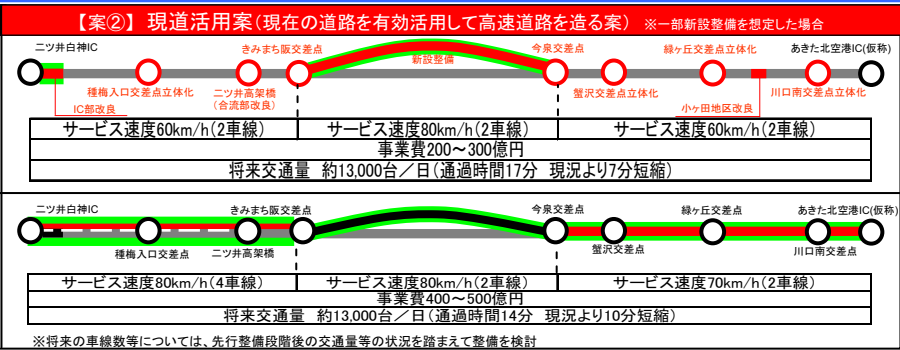 【案②】 現道活用案(現在の道路を有効活用して高速道路を造る案) ※一部新設整備を想定した場合
二ツ井白神IC
きみまち阪交差点
新設整備
今泉交差点
緑ヶ丘交差点立体化
あきた北空港IC(仮称)
種梅入口交差点立体化
二ツ井高架橋
(合流部改良)
蟹沢交差点立体化
川口南交差点立体化
IC部改良
小ヶ田地区改良
サービス速度60km/h(2車線)
サービス速度80km/h(2車線)
サービス速度60km/h(2車線)
事業費200~300億円
将来交通量 約13,000台/日(通過時間17分 現況より7分短縮)
二ツ井白神IC
きみまち阪交差点
今泉交差点
緑ヶ丘交差点
あきた北空港IC(仮称)
種梅入口交差点
二ツ井高架橋
蟹沢交差点
川口南交差点
サービス速度80km/h(4車線)
サービス速度80km/h(2車線)
サービス速度70km/h(2車線)
事業費400~500億円
将来交通量 約13,000台/日(通過時間14分 現況より10分短縮)
※将来の車線数等については、先行整備段階後の交通量等の状況を踏まえて整備を検討